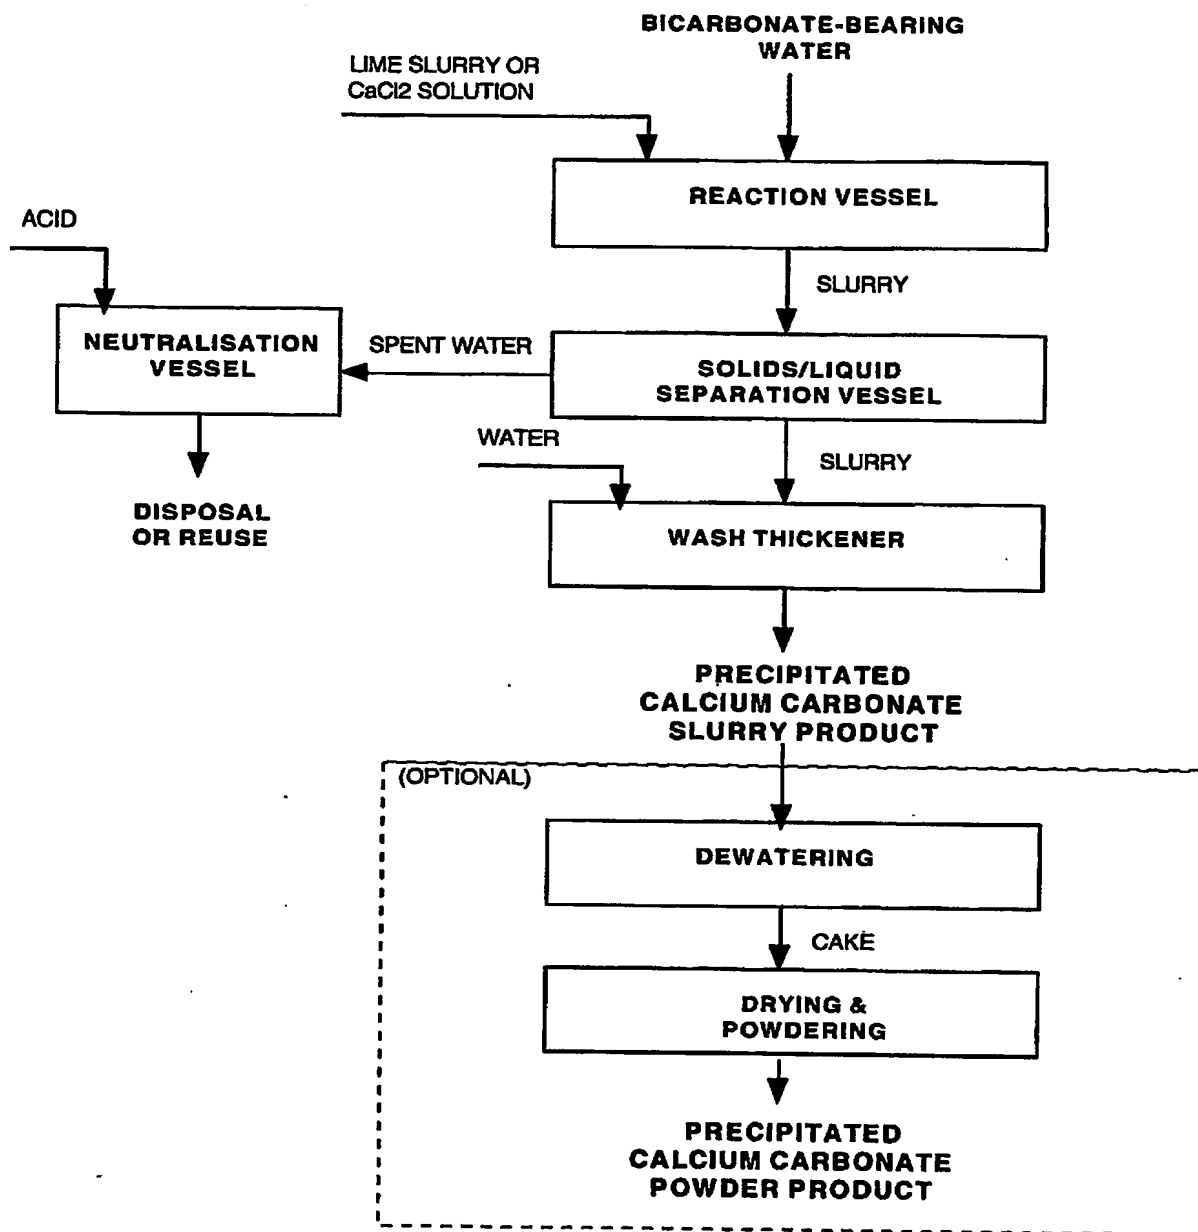 BICARBONATE-BEARING
WATER
LIME SLURRY OR
CaCl2 SOLUTION
REACTION VESSEL
ACID
SLURRY
NEUTRALISATION
VESSEL
SPENT WATER
SOLIDS/LIQUID
SEPARATION VESSEL
WATER
SLURRY
DISPOSAL
OR REUSE
WASH THICKENER
PRECIPITATED
CALCIUM CARBONATE
SLURRY PRODUCT
(OPTIONAL)
DEWATERING
CAKE
DRYING &
POWDERING
PRECIPITATED
CALCIUM CARBONATE
POWDER PRODUCT